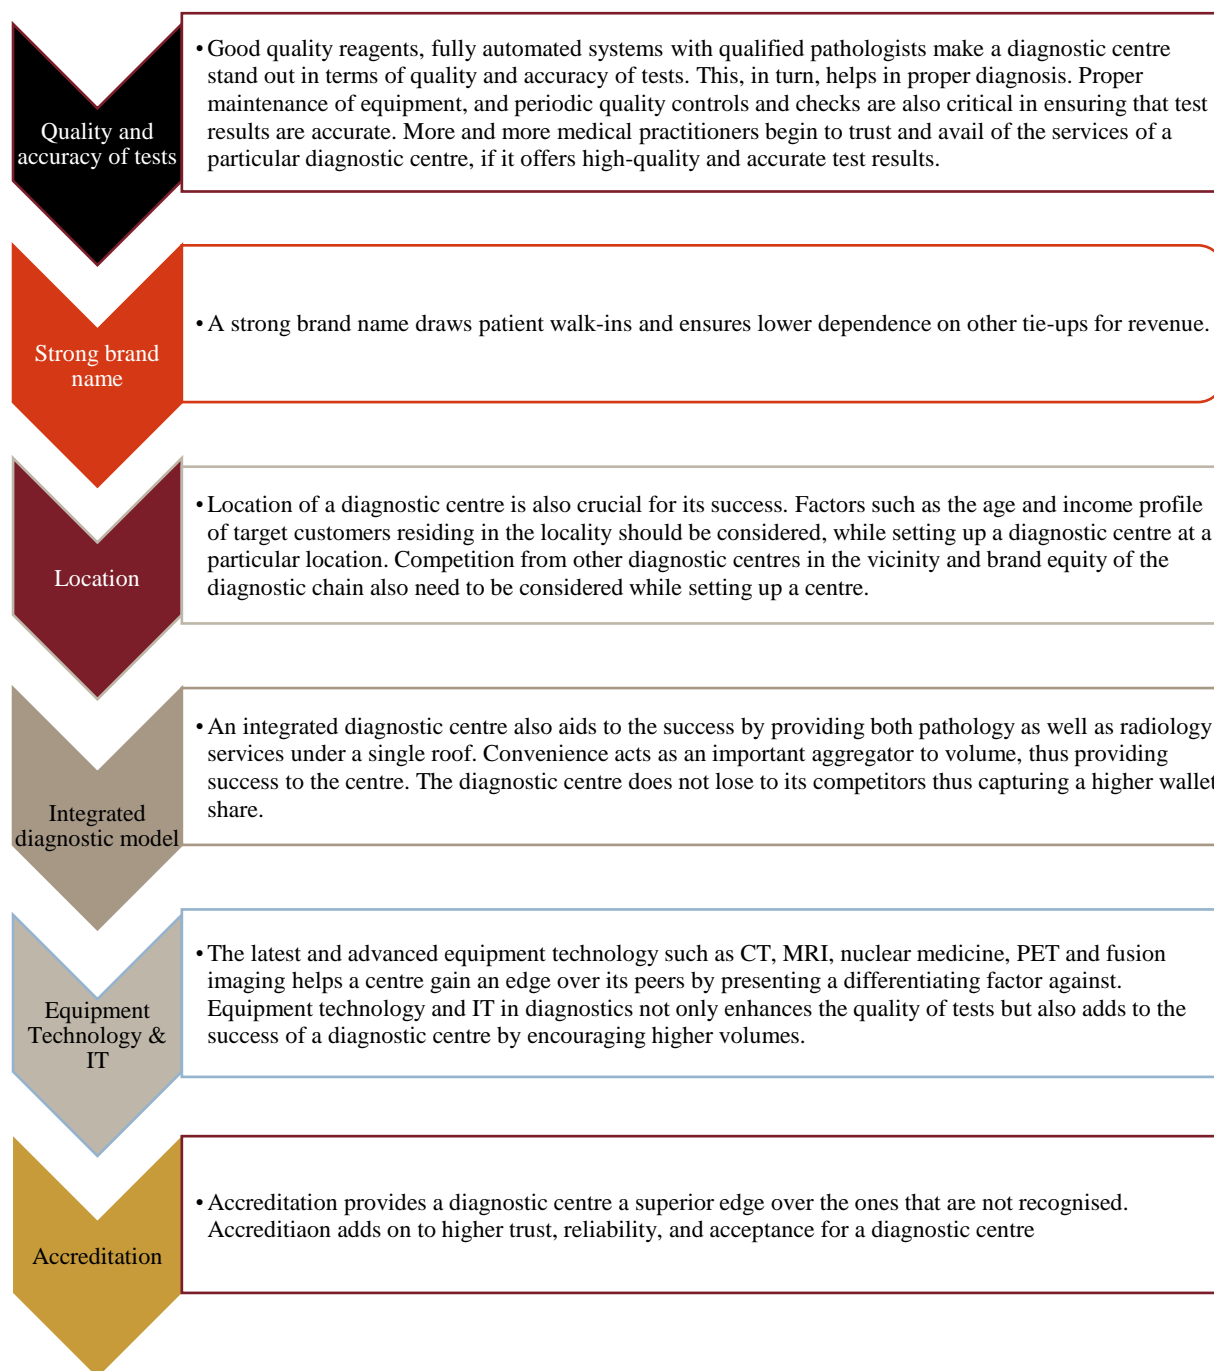 Quality and
accuracy of tests
• Good quality reagents, fully automated systems with qualified pathologists make a diagnostic centre
stand out in terms of quality and accuracy of tests. This, in turn, helps in proper diagnosis. Proper
maintenance of equipment, and periodic quality controls and checks are also critical in ensuring that test
results are accurate. More and more medical practitioners begin to trust and avail of the services of a
particular diagnostic centre, if it offers high-quality and accurate test results.
Strong brand
name
• A strong brand name draws patient walk-ins and ensures lower dependence on other tie-ups for revenue.
Location
• Location of a diagnostic centre is also crucial for its success. Factors such as the age and income profile
of target customers residing in the locality should be considered, while setting up a diagnostic centre at a
particular location. Competition from other diagnostic centres in the vicinity and brand equity of the
diagnostic chain also need to be considered while setting up a centre.
Integrated
diagnostic model
• An integrated diagnostic centre also aids to the success by providing both pathology as well as radiology
services under a single roof. Convenience acts as an important aggregator to volume, thus providing
success to the centre. The diagnostic centre does not lose to its competitors thus capturing a higher wallet
share.
Equipment
Technology &
IT
• The latest and advanced equipment technology such as CT, MRI, nuclear medicine, PET and fusion
imaging helps a centre gain an edge over its peers by presenting a differentiating factor against.
Equipment technology and IT in diagnostics not only enhances the quality of tests but also adds to the
success of a diagnostic centre by encouraging higher volumes.
Accreditation
• Accreditation provides a diagnostic centre a superior edge over the ones that are not recognised.
Accreditiaon adds on to higher trust, reliability, and acceptance for a diagnostic centre